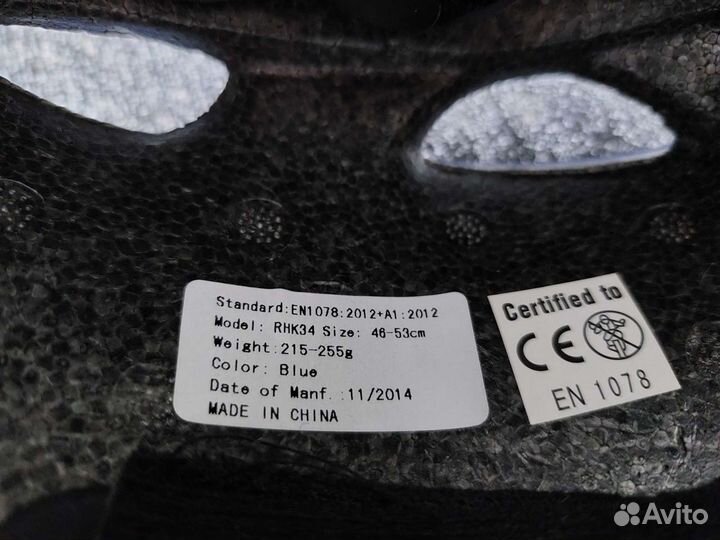 Standard:EN1078:2012+A1:2012
Model: RHK34 Size: 46-53cm
Weight:215-255g
Color: Blue
Date of Manf.:11/2014
MADE IN CHINA
Certified to
CE
EN 1078
Avito